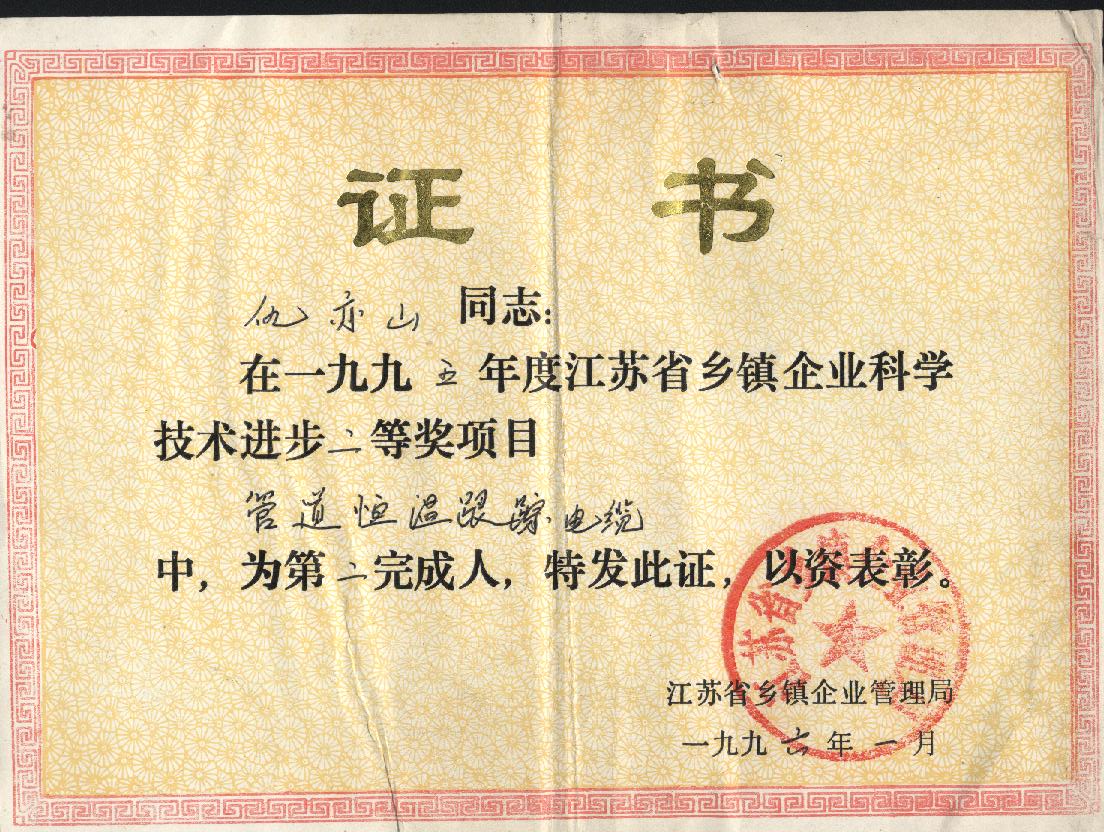 证书
仇亦山 同志：
在一九九五年度江苏省乡镇企业科学
技术进步二等奖项目
管道恒温跟踪电缆
中，为第二完成人，特发此证，以资表彰。
江苏省乡镇企业管理局
一九九六年一月